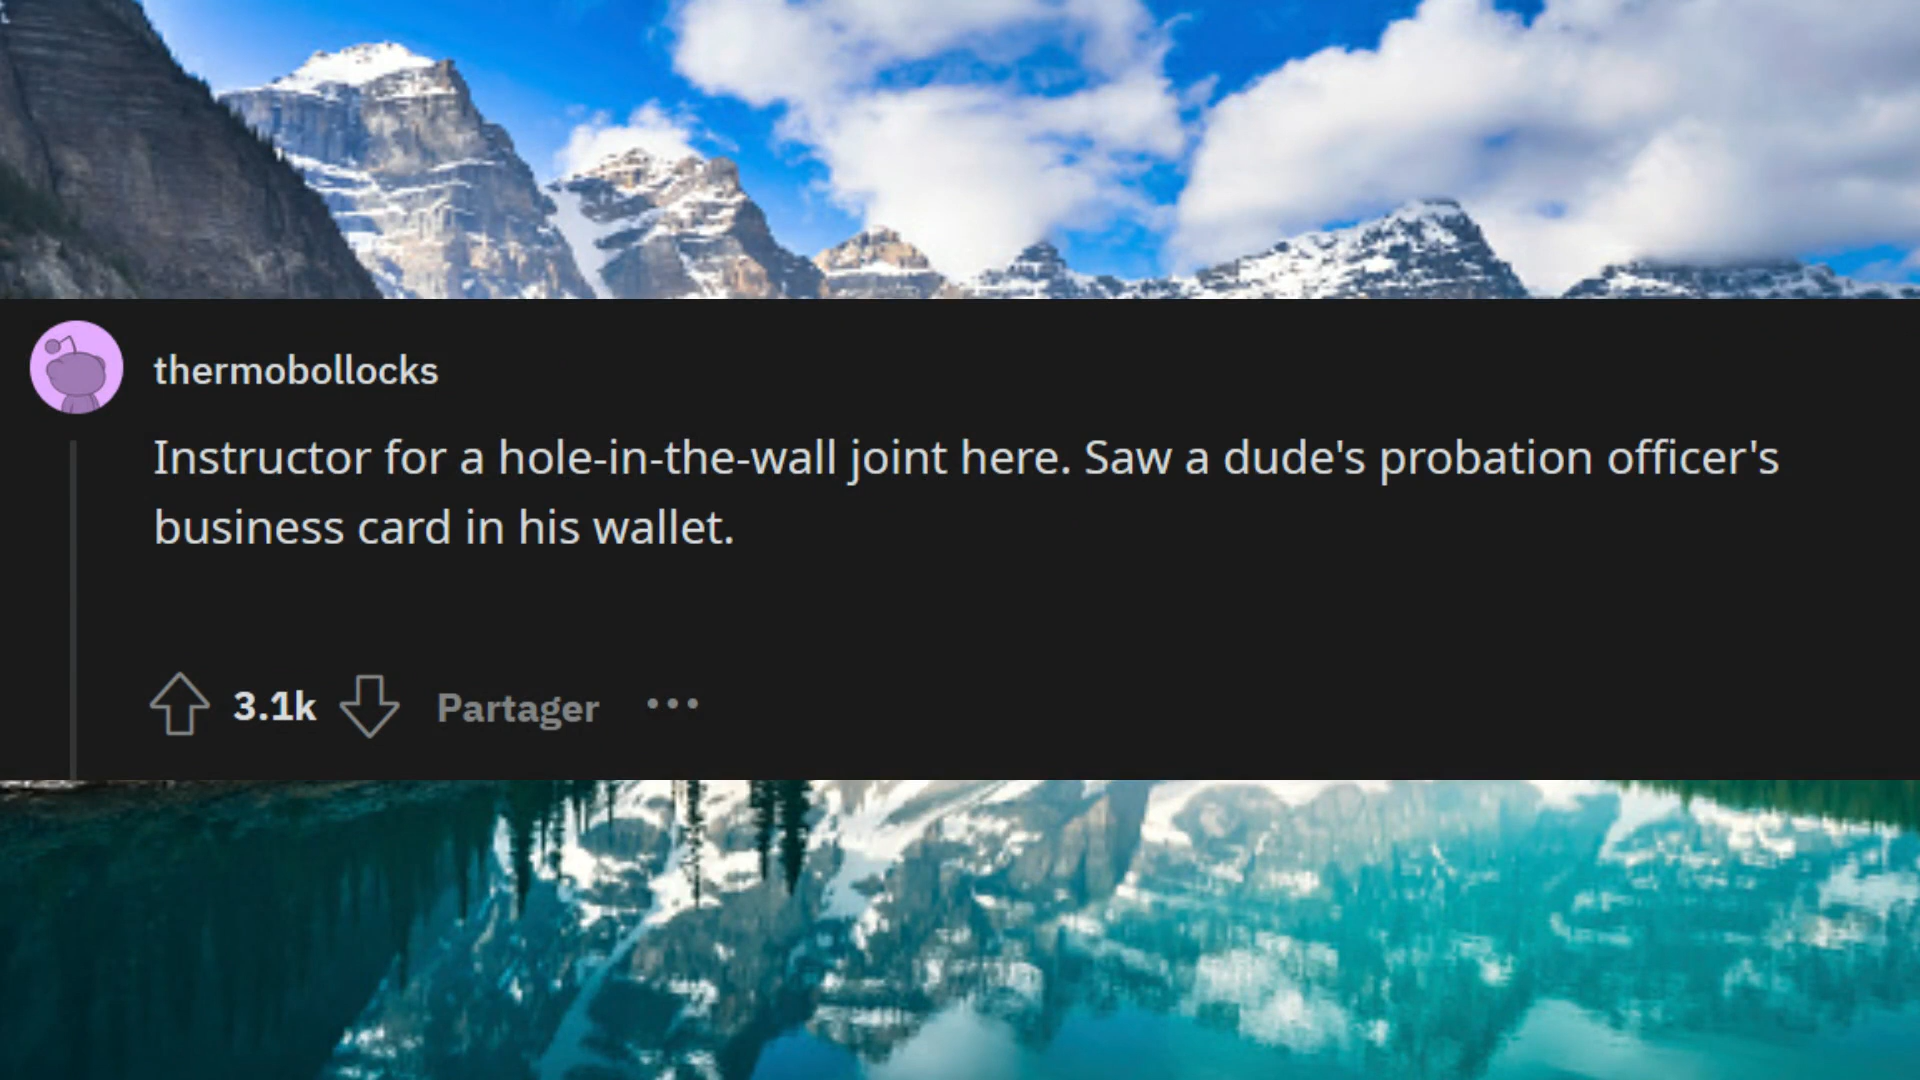 thermobollocks
Instructor for a hole-in-the-wall joint here. Saw a dude's probation officer's
business card in his wallet.
3.1k Partager ...